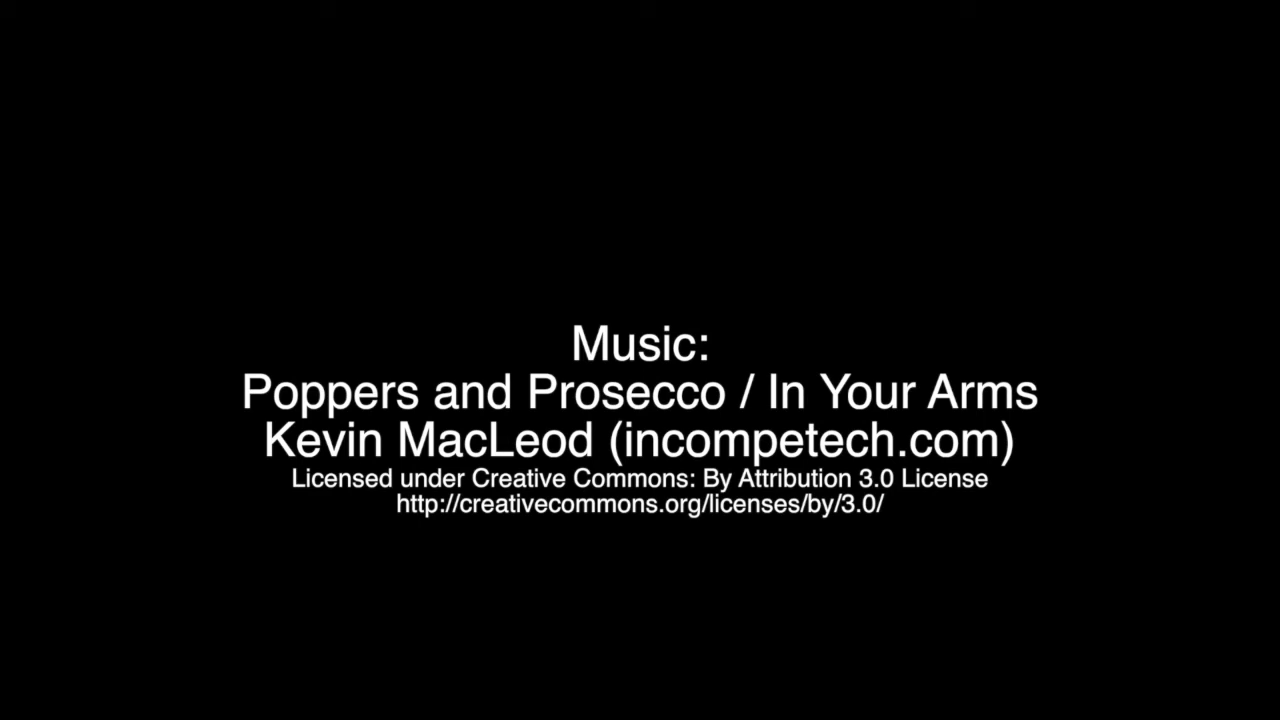 Music:
Poppers and Prosecco / In Your Arms
Kevin MacLeod (incompetech.com)
Licensed under Creative Commons: By Attribution 3.0 License
http://creativecommons.org/licenses/by/3.0/